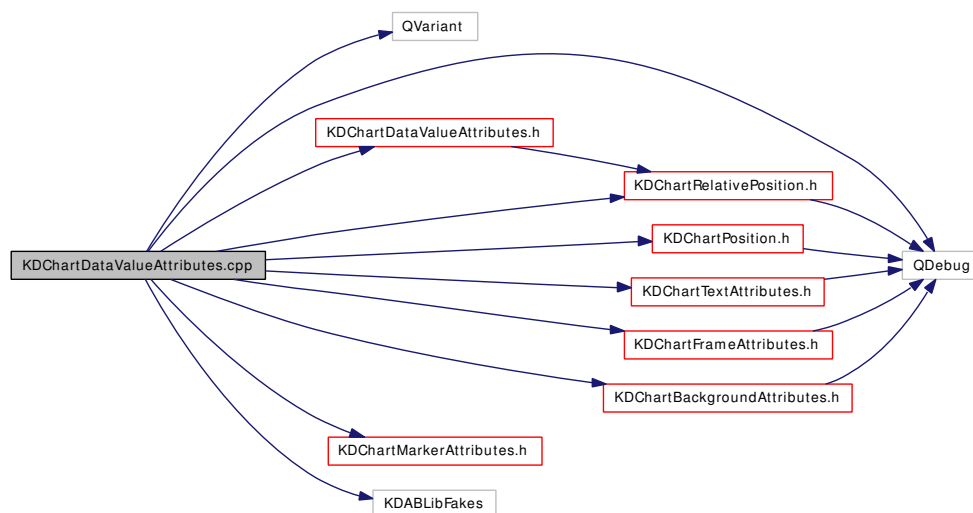 QVariant
KDChartDataValueAttributes.h
KDChartRelativePosition.h
KDChartPosition.h
KDChartDataValueAttributes.cpp
QDebug
KDChartTextAttributes.h
KDChartFrameAttributes.h
KDChartBackgroundAttributes.h
KDChartMarkerAttributes.h
KDABLibFakes